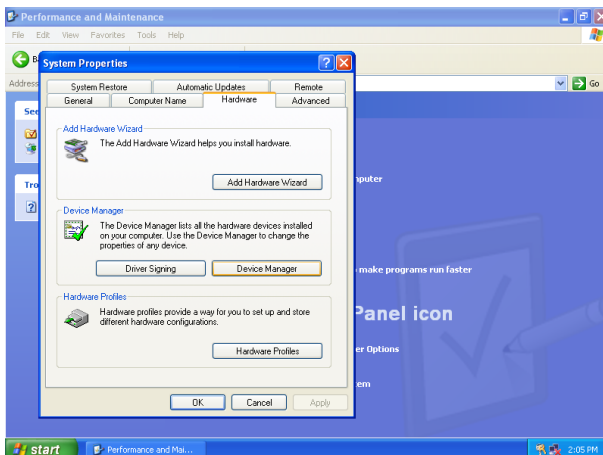 Performance and Maintenance
File Edit View Favorites Tools Help
System Properties
Address
Go
System Restore Automatic Updates Remote
General Computer Name Hardware Advanced
Add Hardware Wizard
The Add Hardware Wizard helps you install hardware.
Add Hardware Wizard
Device Manager
The Device Manager lists all the hardware devices installed
on your computer. Use the Device Manager to change the
properties of any device.
Driver Signing Device Manager
make programs run faster
Hardware Profiles
Hardware profiles provide a way for you to set up and store
different hardware configurations.
Panel icon
Hardware Profiles
er Options
OK Cancel Apply
start
Performance and Mai...
2:05 PM